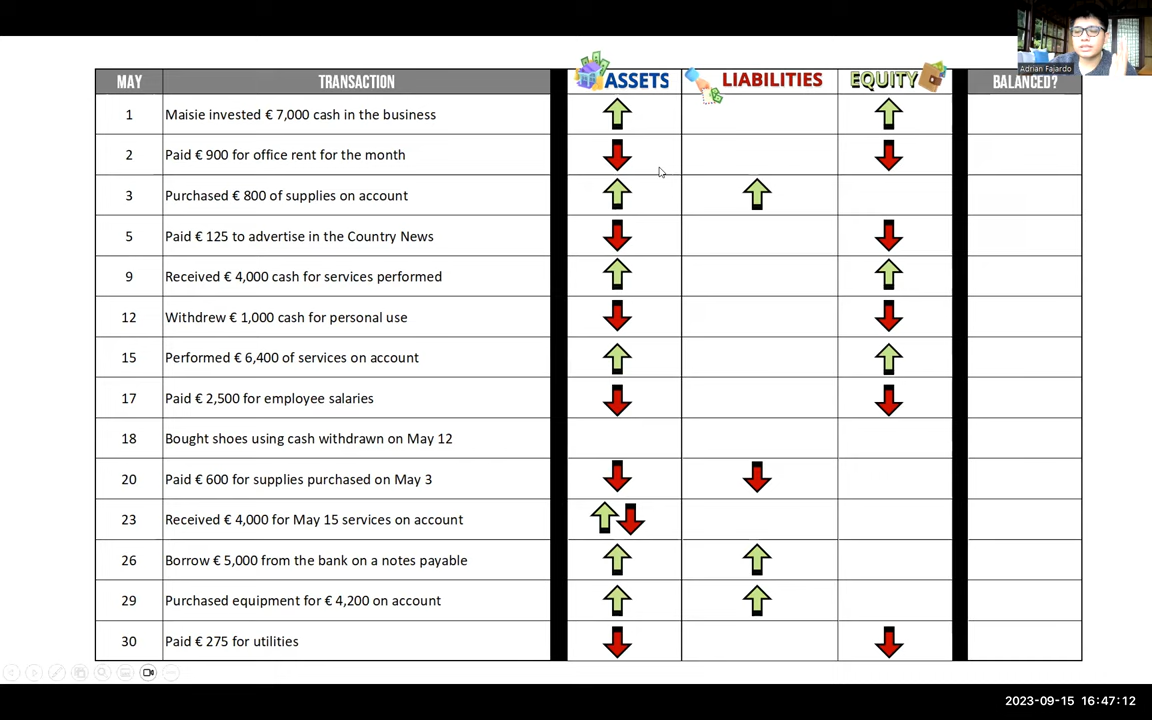 Adrian Fajardo
MAY TRANSACTION ASSETS LIABILITIES EQUITY BALANCED?
1 Maisie invested € 7,000 cash in the business
2 Paid € 900 for office rent for the month
3 Purchased € 800 of supplies on account
5 Paid € 125 to advertise in the Country News
9 Received € 4,000 cash for services performed
12 Withdrew € 1,000 cash for personal use
15 Performed € 6,400 of services on account
17 Paid € 2,500 for employee salaries
18 Bought shoes using cash withdrawn on May 12
20 Paid € 600 for supplies purchased on May 3
23 Received € 4,000 for May 15 services on account
26 Borrow € 5,000 from the bank on a notes payable
29 Purchased equipment for € 4,200 on account
30 Paid € 275 for utilities
2023-09-15 16:47:12